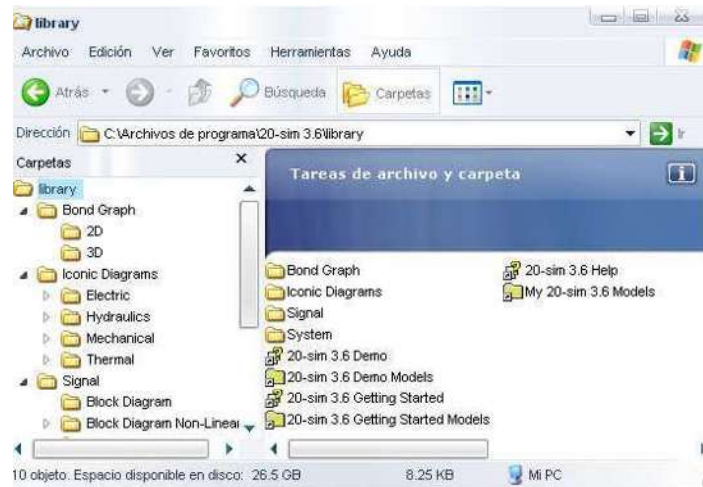 library
Archivo Edición Ver Favoritos Herramientas Ayuda
Atrás Búsqueda Carpetas
Dirección C:\Archivos de programa\20-sim 3.6\library Ir
Carpetas
library
Bond Graph
2D
3D
Iconic Diagrams
Electric
Hydraulics
Mechanical
Thermal
Signal
Block Diagram
Block Diagram Non-Linear
Tareas de archivo y carpeta
Bond Graph
Iconic Diagrams
Signal
System
20-sim 3.6 Demo
20-sim 3.6 Demo Models
20-sim 3.6 Getting Started
20-sim 3.6 Getting Started Models
20-sim 3.6 Help
My 20-sim 3.6 Models
10 objeto. Espacio disponible en disco: 26.5 GB 8.25 KB Mi PC